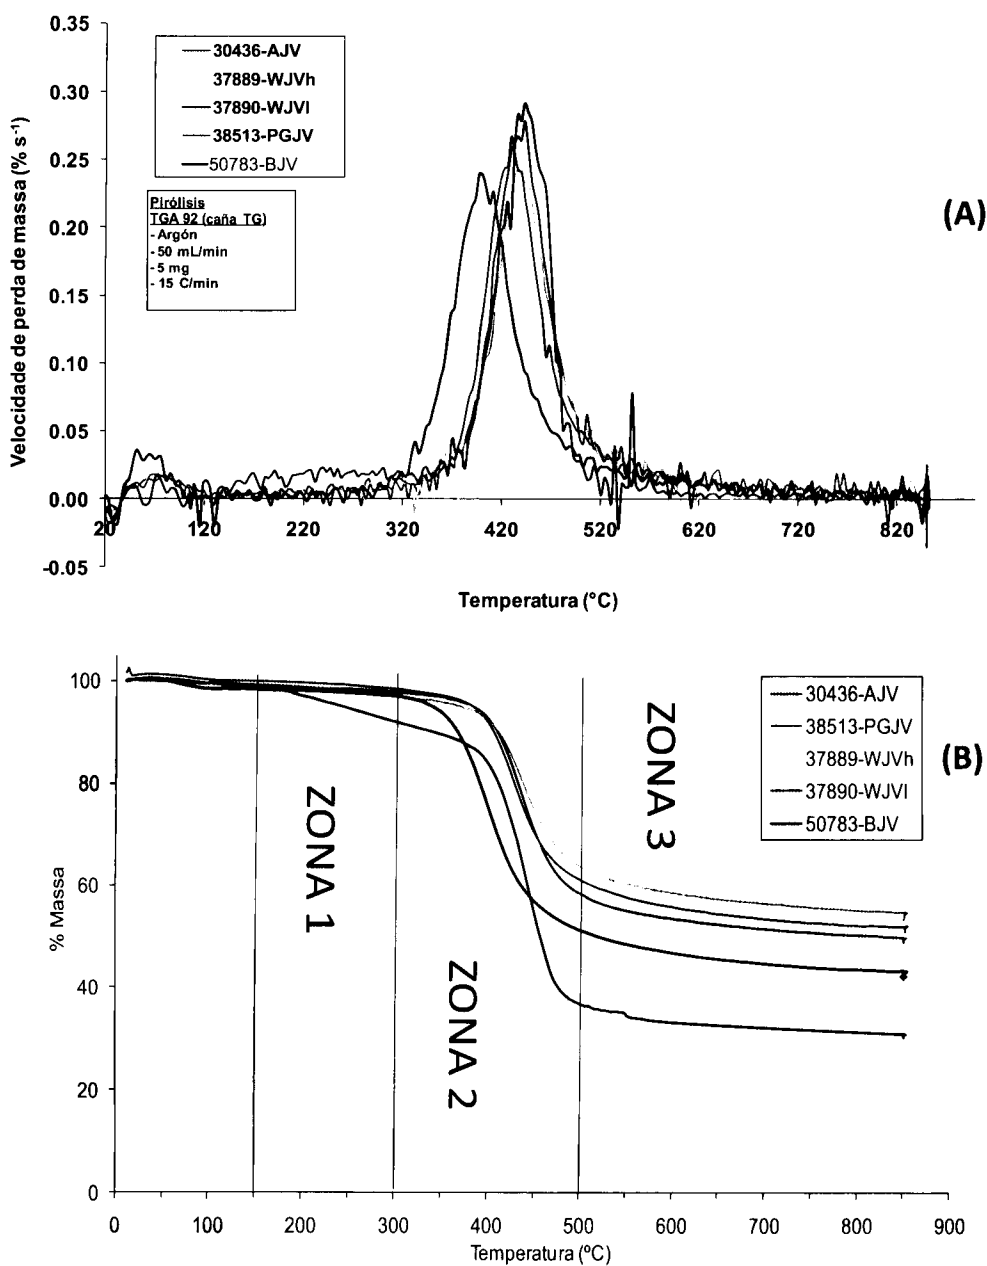 0.35
0.30
0.25
0.20
0.15
0.10
0.05
0.00
-0.05
Velocidade de perda de massa (% s⁻¹)
30436-AJV
37889-WJVh
37890-WJVl
38513-PGJV
50783-BJV
Pirólisis
TGA 92 (caña TG)
- Argón
- 50 mL/min
- 5 mg
- 15 C/min
(A)
20 120 220 320 420 520 620 720 820
Temperatura (°C)
100
80
60
40
20
0
% Massa
ZONA 1
ZONA 2
ZONA 3
30436-AJV
38513-PGJV
37889-WJVh
37890-WJVl
50783-BJV
(B)
0 100 200 300 400 500 600 700 800 900
Temperatura (ºC)